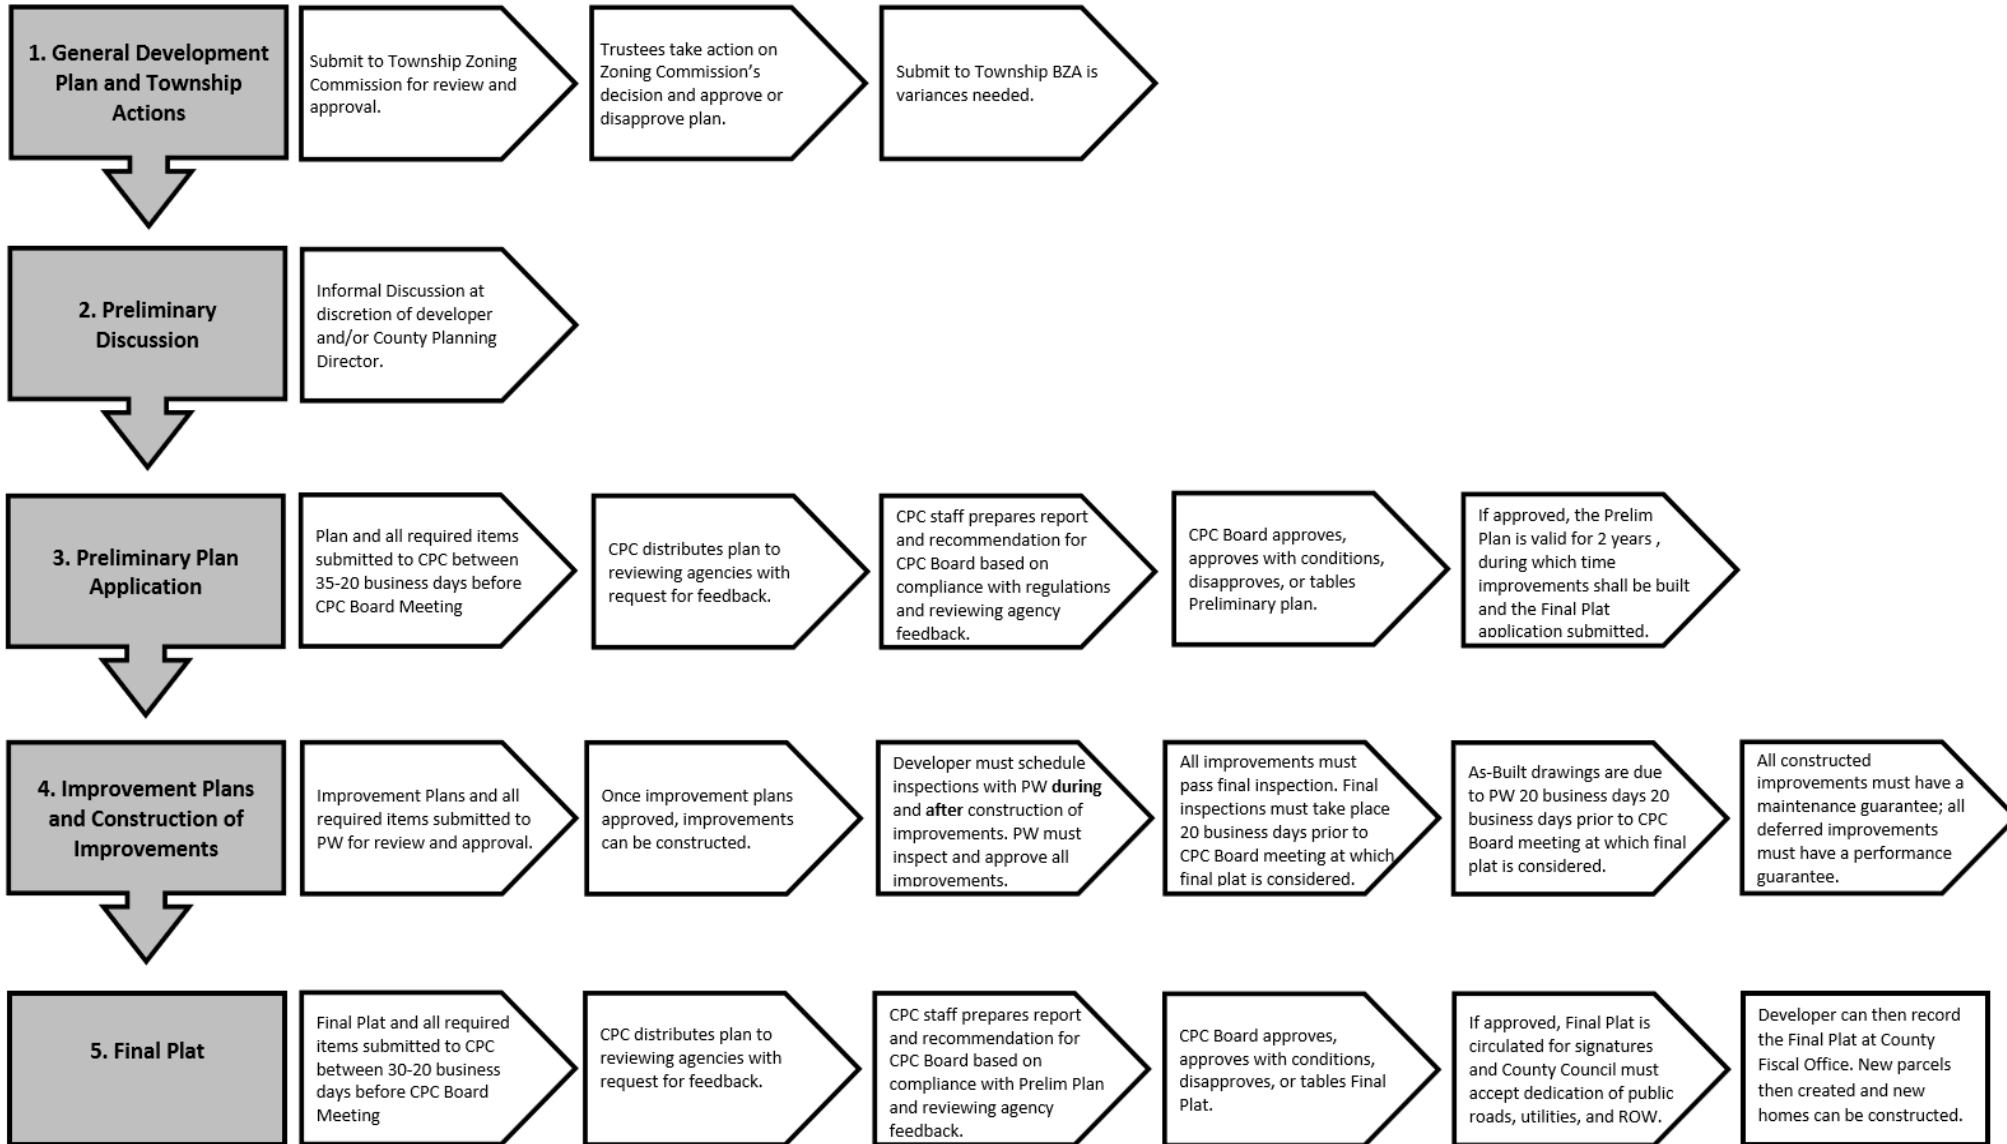 1. General Development
Plan and Township
Actions
Submit to Township Zoning
Commission for review and
approval.
Trustees take action on
Zoning Commission's
decision and approve or
disapprove plan.
Submit to Township BZA is
variances needed.
2. Preliminary
Discussion
Informal Discussion at
discretion of developer
and/or County Planning
Director.
3. Preliminary Plan
Application
Plan and all required items
submitted to CPC between
35-20 business days before
CPC Board Meeting
CPC distributes plan to
reviewing agencies with
request for feedback.
CPC staff prepares report
and recommendation for
CPC Board based on
compliance with regulations
and reviewing agency
feedback.
CPC Board approves,
approves with conditions,
disapproves, or tables
Preliminary plan.
If approved, the Prelim
Plan is valid for 2 years ,
during which time
improvements shall be built
and the Final Plat
application submitted.
4. Improvement Plans
and Construction of
Improvements
Improvement Plans and all
required items submitted to
PW for review and approval.
Once improvement plans
approved, improvements
can be constructed.
Developer must schedule
inspections with PW during
and after construction of
improvements. PW must
inspect and approve all
improvements.
All improvements must
pass final inspection. Final
inspections must take place
20 business days prior to
CPC Board meeting at which
final plat is considered.
As-Built drawings are due
to PW 20 business days 20
business days prior to CPC
Board meeting at which final
plat is considered.
All constructed
improvements must have a
maintenance guarantee; all
deferred improvements
must have a performance
guarantee.
5. Final Plat
Final Plat and all required
items submitted to CPC
between 30-20 business
days before CPC Board
Meeting
CPC distributes plan to
reviewing agencies with
request for feedback.
CPC staff prepares report
and recommendation for
CPC Board based on
compliance with Prelim Plan
and reviewing agency
feedback.
CPC Board approves,
approves with conditions,
disapproves, or tables Final
Plat.
If approved, Final Plat is
circulated for signatures
and County Council must
accept dedication of public
roads, utilities, and ROW.
Developer can then record
the Final Plat at County
Fiscal Office. New parcels
then created and new
homes can be constructed.